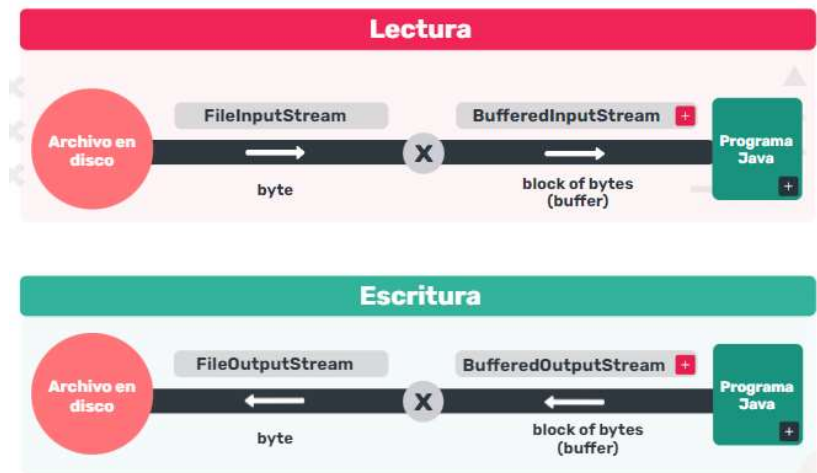 Lectura
FileInputStream
BufferedInputStream +
Archivo en
disco
X
Programa
Java
+
byte
block of bytes
(buffer)
Escritura
FileOutputStream
BufferedOutputStream +
Archivo en
disco
X
Programa
Java
+
byte
block of bytes
(buffer)